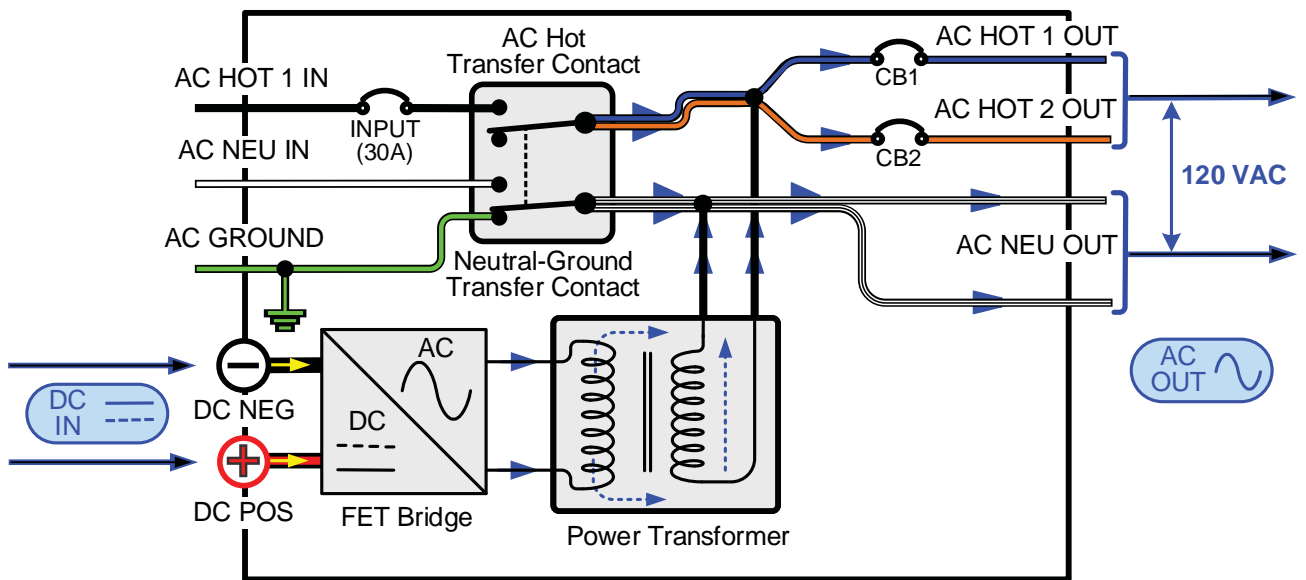 AC Hot
Transfer Contact
AC HOT 1 OUT
AC HOT 1 IN
CB1
AC HOT 2 OUT
INPUT
(30A)
CB2
AC NEU IN
120 VAC
AC GROUND
AC NEU OUT
Neutral-Ground
Transfer Contact
AC
DC
AC
OUT
DC
IN
DC NEG
DC POS
FET Bridge
Power Transformer